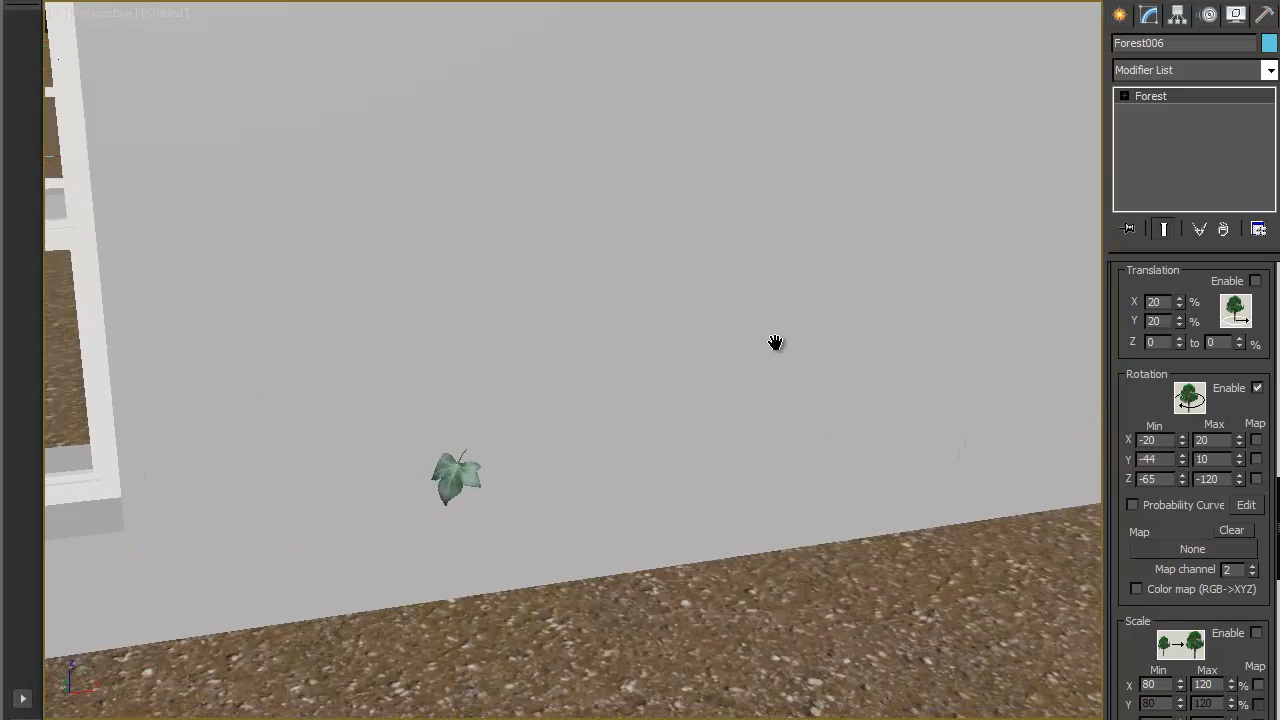 [Shaded]
Forest006
Modifier List
Forest
Translation
Enable
X 20 %
Y 20 %
Z 0 to 0 %
Rotation
Enable
Min Max Map
X -20 20
Y -44 10
Z -65 -120
Probability Curve Edit
Map Clear
None
Map channel 2
Color map (RGB->XYZ)
Scale
Enable
Min Max Map
X 80 120 %
Y 80 120 %
z